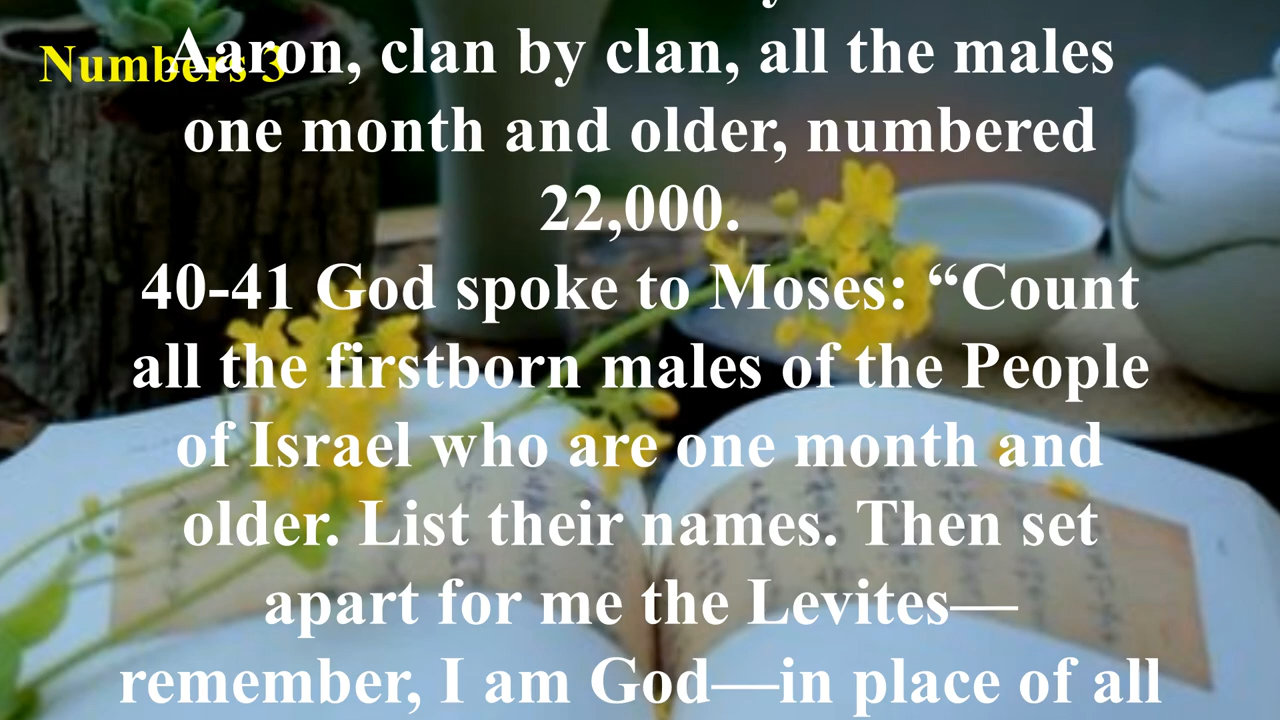 Numbers 3
Aaron, clan by clan, all the males
one month and older, numbered
22,000.
40-41 God spoke to Moses: “Count
all the firstborn males of the People
of Israel who are one month and
older. List their names. Then set
apart for me the Levites—
remember, I am God—in place of all